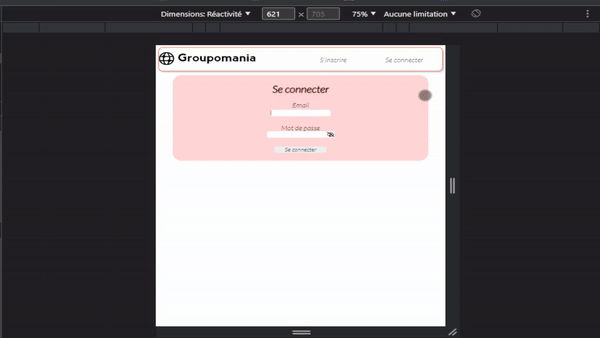 Dimensions: Réactivité 621 × 705 75% Aucune limitation
Groupomania S'inscrire Se connecter
Se connecter
Email
Mot de passe
Se connecter